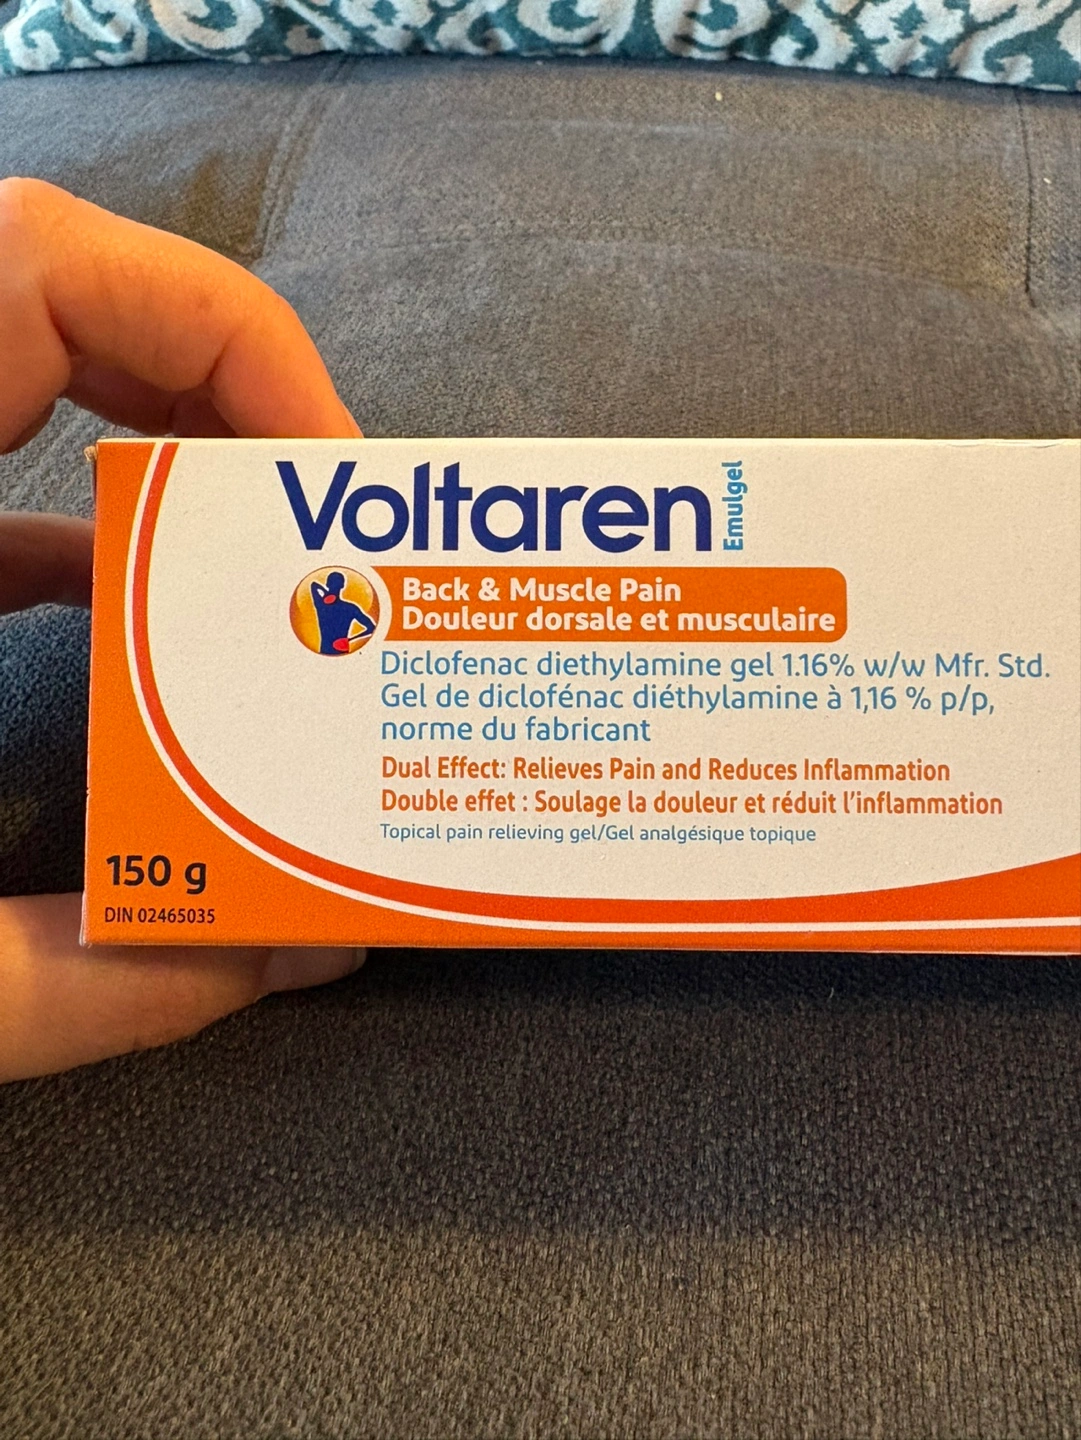 Voltaren
Emulgel
Back & Muscle Pain
Douleur dorsale et musculaire
Diclofenac diethylamine gel 1.16% w/w Mfr. Std.
Gel de diclofénac diéthylamine à 1,16 % p/p,
norme du fabricant
Dual Effect: Relieves Pain and Reduces Inflammation
Double effet : Soulage la douleur et réduit l'inflammation
Topical pain relieving gel/Gel analgésique topique
150 g
DIN 02465035